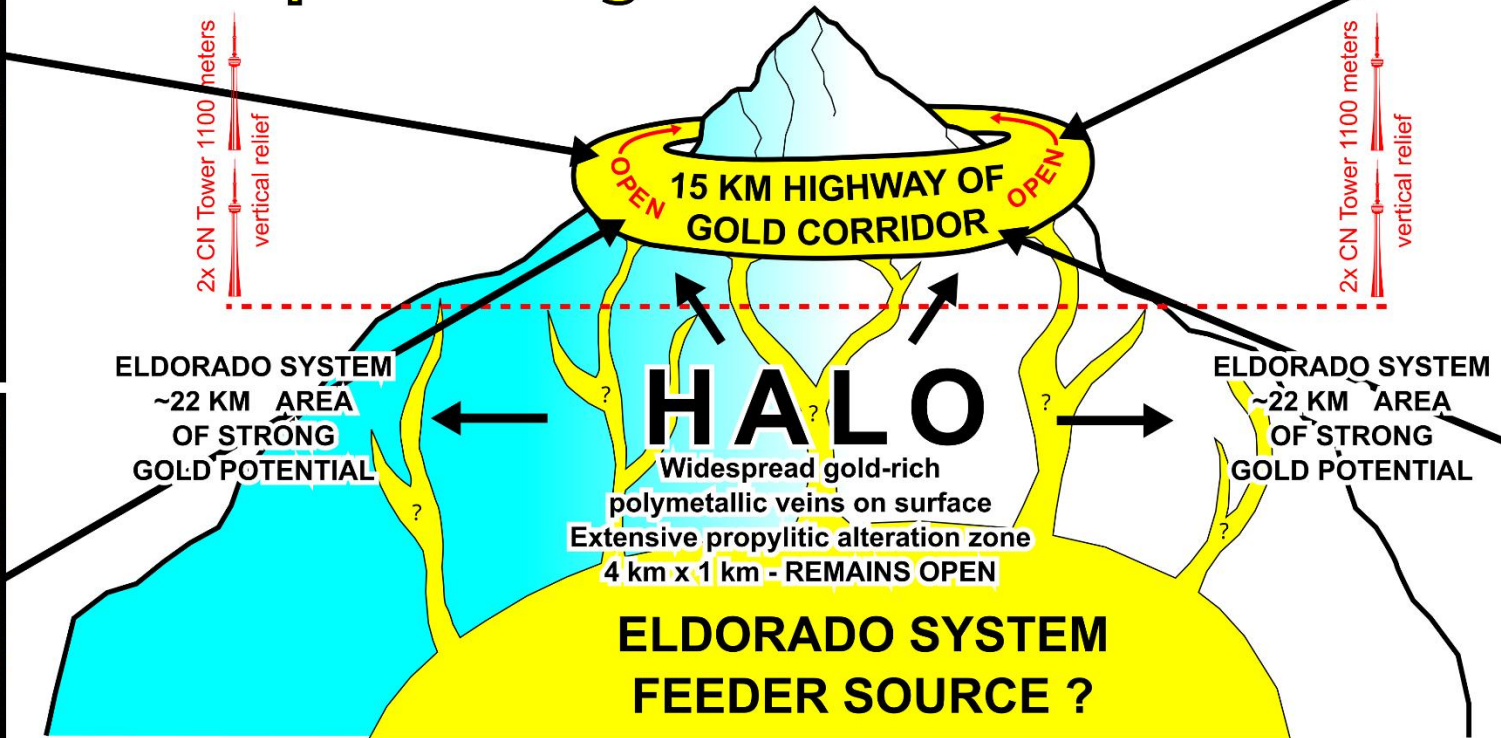 2x CN Tower 1100 meters
vertical relief
2x CN Tower 1100 meters
vertical relief
OPEN
15 KM HIGHWAY OF
GOLD CORRIDOR
OPEN
ELDORADO SYSTEM
~22 KM AREA
OF STRONG
GOLD POTENTIAL
HALO
Widespread gold-rich
polymetallic veins on surface
Extensive propylitic alteration zone
4 km x 1 km - REMAINS OPEN
ELDORADO SYSTEM
~22 KM AREA
OF STRONG
GOLD POTENTIAL
?
?
?
?
?
ELDORADO SYSTEM
FEEDER SOURCE ?